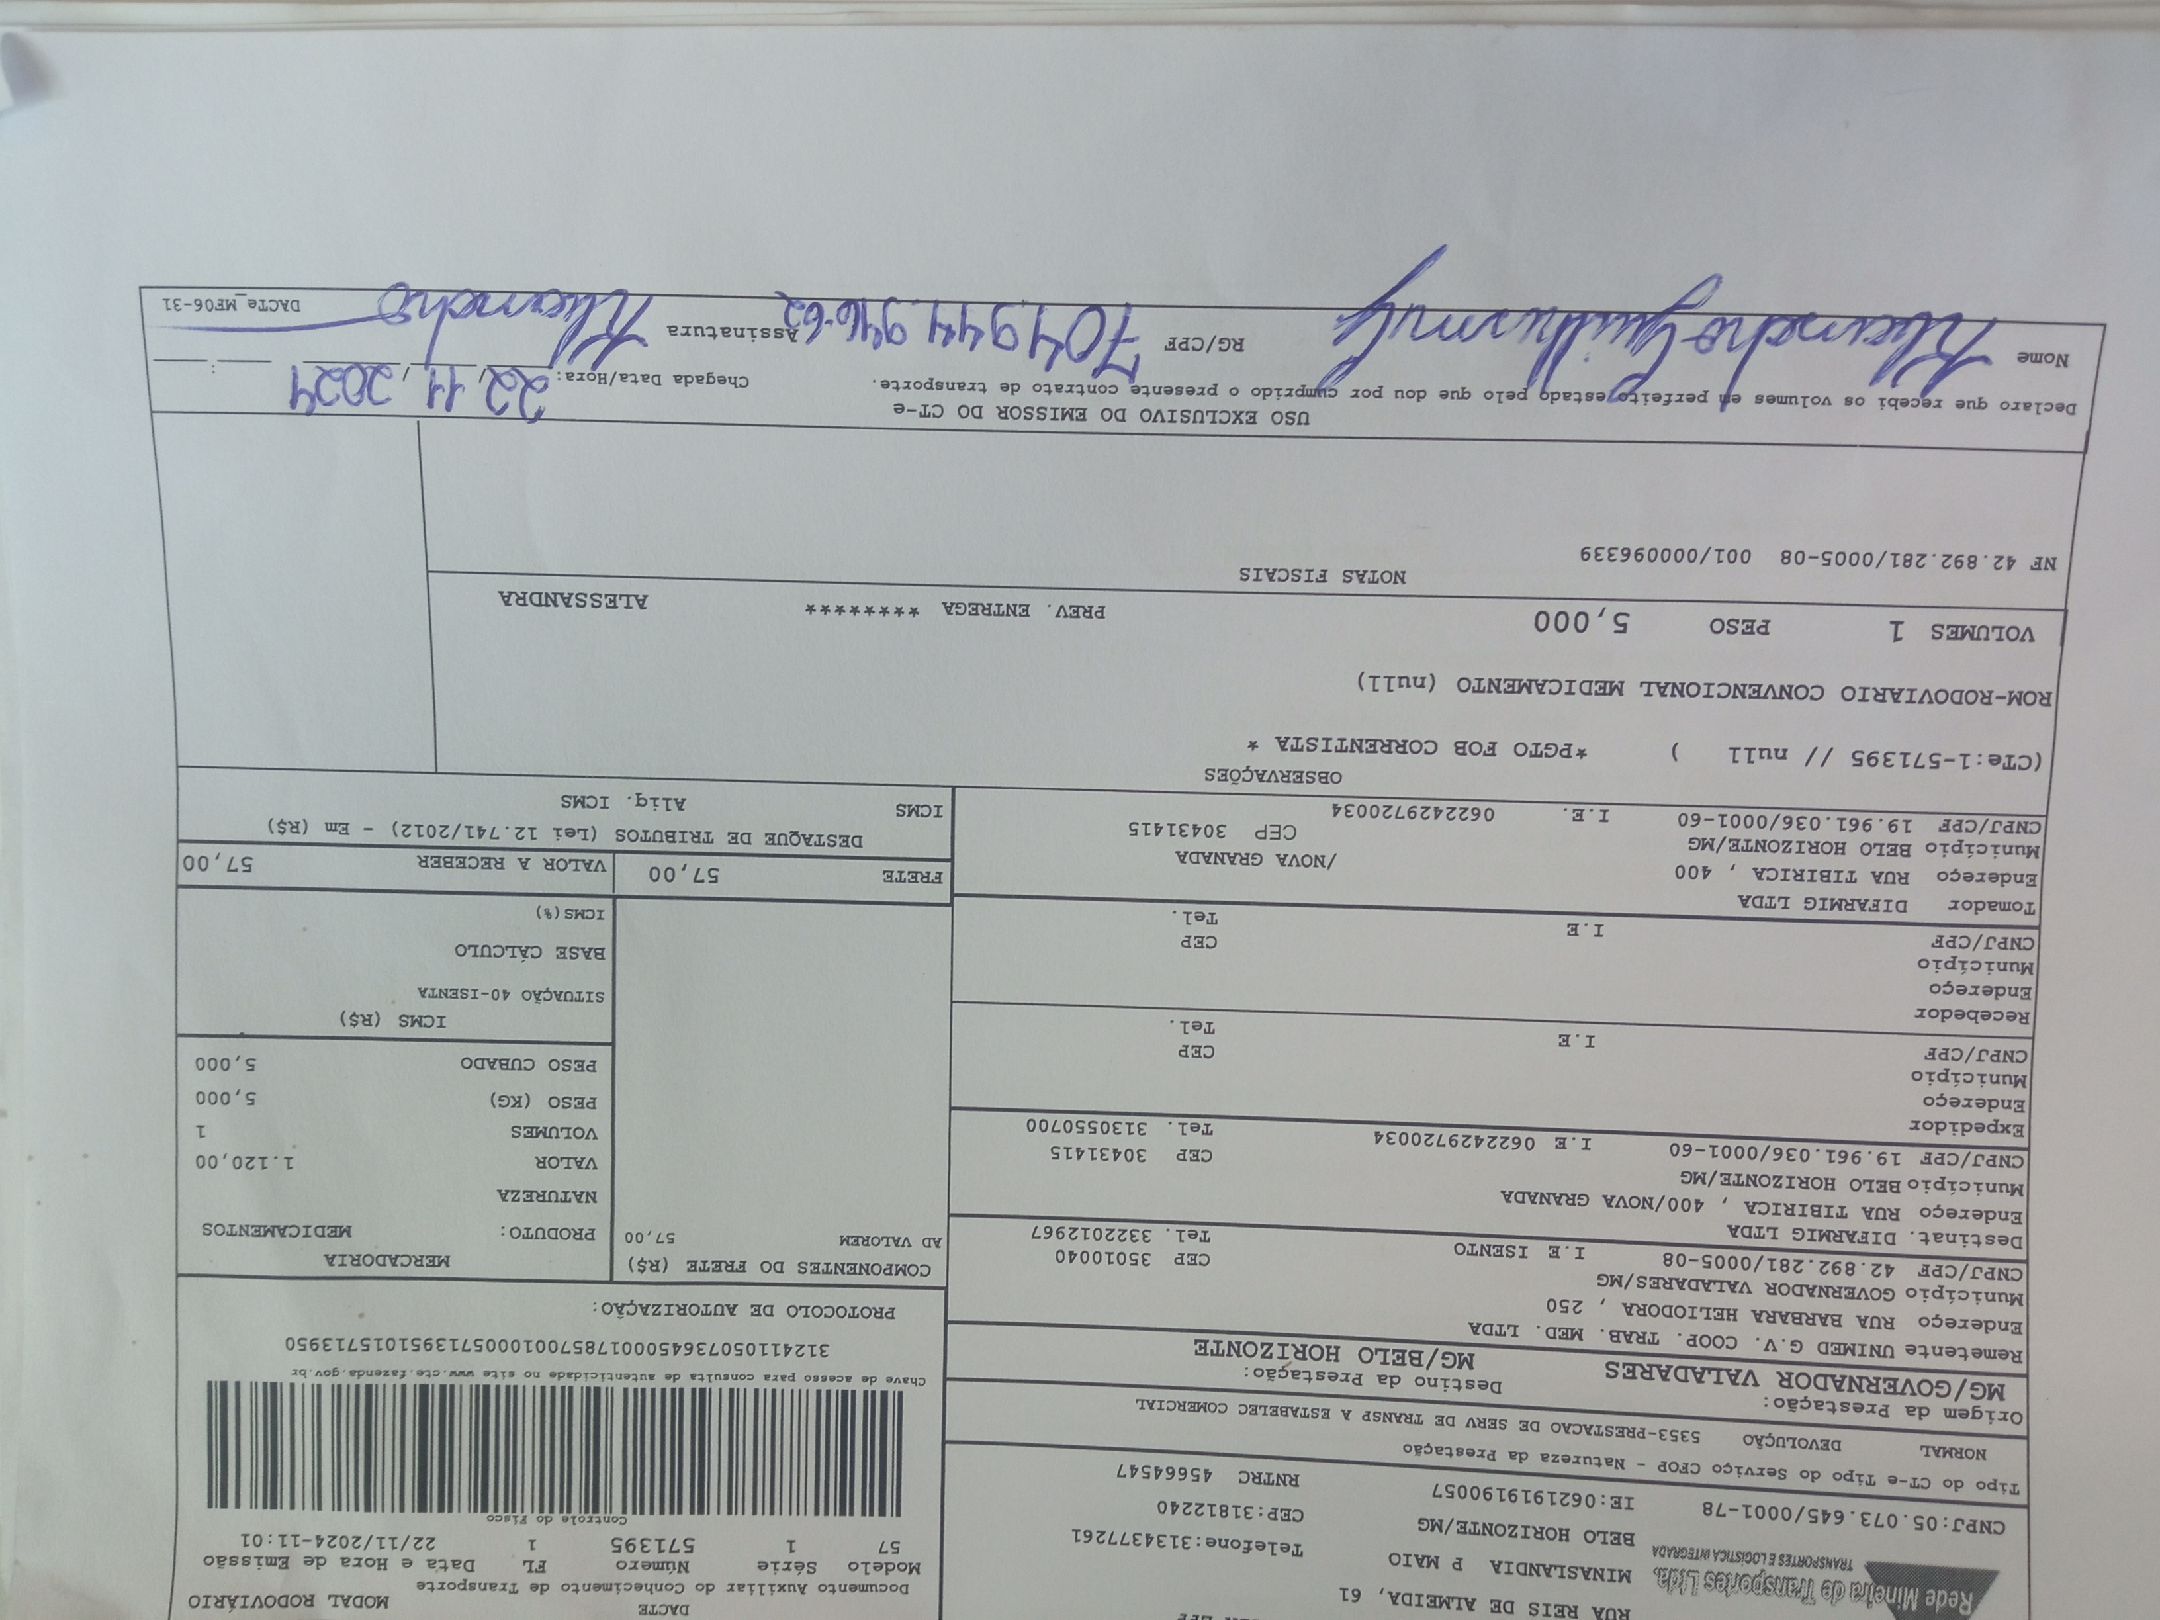 DACTE
MODAL RODOVIÁRIO
Documento Auxiliar do Conhecimento de Transporte
Rede Mineira de Transportes Ltda.
TRANSPORTES E LOGISTICA INTEGRADA
RUA REIS DE ALMEIDA, 61
MINASLANDIA P MAIO
Telefone:3134377261
BELO HORIZONTE/MG
CEP:31812240
CNPJ:05.073.645/0001-78 IE:0621919190057 RNTRC 45664547
Modelo Série Número FL Data e Hora de Emissão
57 1 571395 1 22/11/2024-11:01
Controle do Fisco
Chave de acesso para consulta de autenticidade no site www.cte.fazenda.gov.br
31241105073645000178570010005713951015713950
PROTOCOLO DE AUTORIZAÇÃO:
Tipo do CT-e Tipo do Serviço CFOP - Natureza da Prestação
NORMAL DEVOLUÇÃO 5353-PRESTACAO DE SERV DE TRANSP A ESTABELEC COMERCIAL
Origem da Prestação: Destino da Prestação:
MG/GOVERNADOR VALADARES MG/BELO HORIZONTE
Remetente UNIMED G.V. COOP. TRAB. MED. LTDA
Endereço RUA BARBARA HELIODORA , 250
Município GOVERNADOR VALADARES/MG CEP 35010040
CNPJ/CPF 42.892.281/0005-08 I.E ISENTO Tel. 3322012967
Destinat. DIFARMIG LTDA
Endereço RUA TIBIRICA , 400/NOVA GRANADA
Município BELO HORIZONTE/MG CEP 30431415
CNPJ/CPF 19.961.036/0001-60 I.E 0622429720034 Tel. 313050700
Expedidor
Endereço
Município CEP
CNPJ/CPF I.E Tel.
Recebedor
Endereço
Município CEP
CNPJ/CPF I.E Tel.
Tomador DIFARMIG LTDA
Endereço RUA TIBIRICA , 400 /NOVA GRANADA
Município BELO HORIZONTE/MG CEP 30431415
CNPJ/CPF 19.961.036/0001-60 I.E. 0622429720034
COMPONENTES DO FRETE (R$)
AD VALOREM 57,00
MERCADORIA
PRODUTO: MEDICAMENTOS
NATUREZA
VALOR 1.120,00
VOLUMES 1
PESO (KG) 5,000
PESO CUBADO 5,000
ICMS (R$)
SITUAÇÃO 40-ISENTA
BASE CÁLCULO
ICMS(%)
FRETE 57,00 VALOR A RECEBER 57,00
DESTAQUE DE TRIBUTOS (Lei 12.741/2012) - Em (R$)
ICMS Aliq. ICMS
OBSERVAÇÕES
(CTe:1-571395 // null ) *PGTO FOB CORRENTISTA *
ROM-RODOVIARIO CONVENCIONAL MEDICAMENTO (null)
VOLUMES 1 PESO 5,000 PREV. ENTREGA ******** ALESSANDRA
NOTAS FISCAIS
NF 42.892.281/0005-08 001/000096339
USO EXCLUSIVO DO EMISSOR DO CT-e
Declaro que recebi os volumes em perfeito estado pelo que dou por cumprido o presente contrato de transporte. Chegada Data/Hora: 22, 11, 2024 :
Nome RG/CPF 704.944.946-62 Assinatura
DACTe_MF06-31